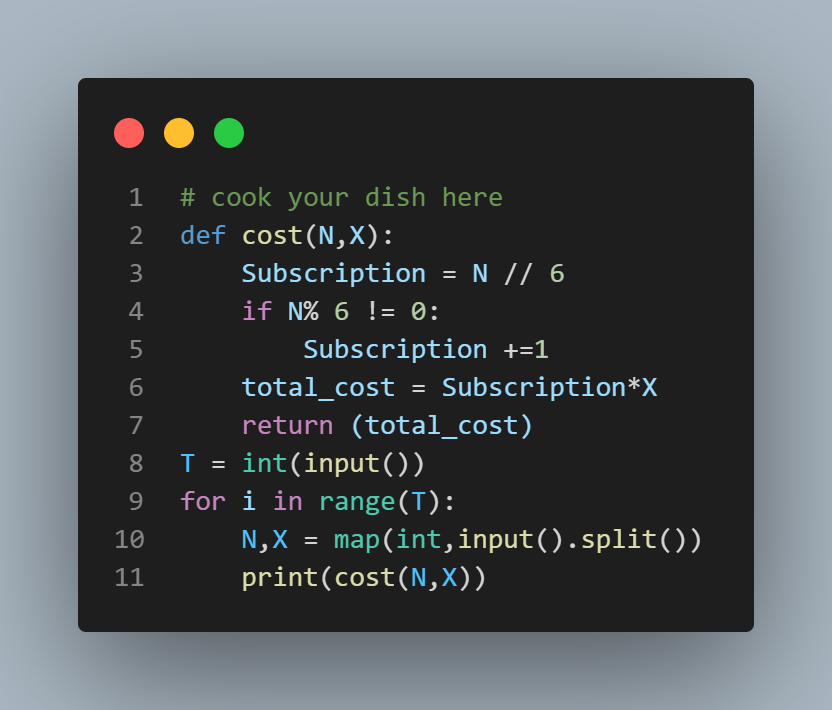 1 # cook your dish here
2 def cost(N,X):
3     Subscription = N // 6
4     if N% 6 != 0:
5         Subscription +=1
6     total_cost = Subscription*X
7     return (total_cost)
8 T = int(input())
9 for i in range(T):
10     N,X = map(int,input().split())
11     print(cost(N,X))